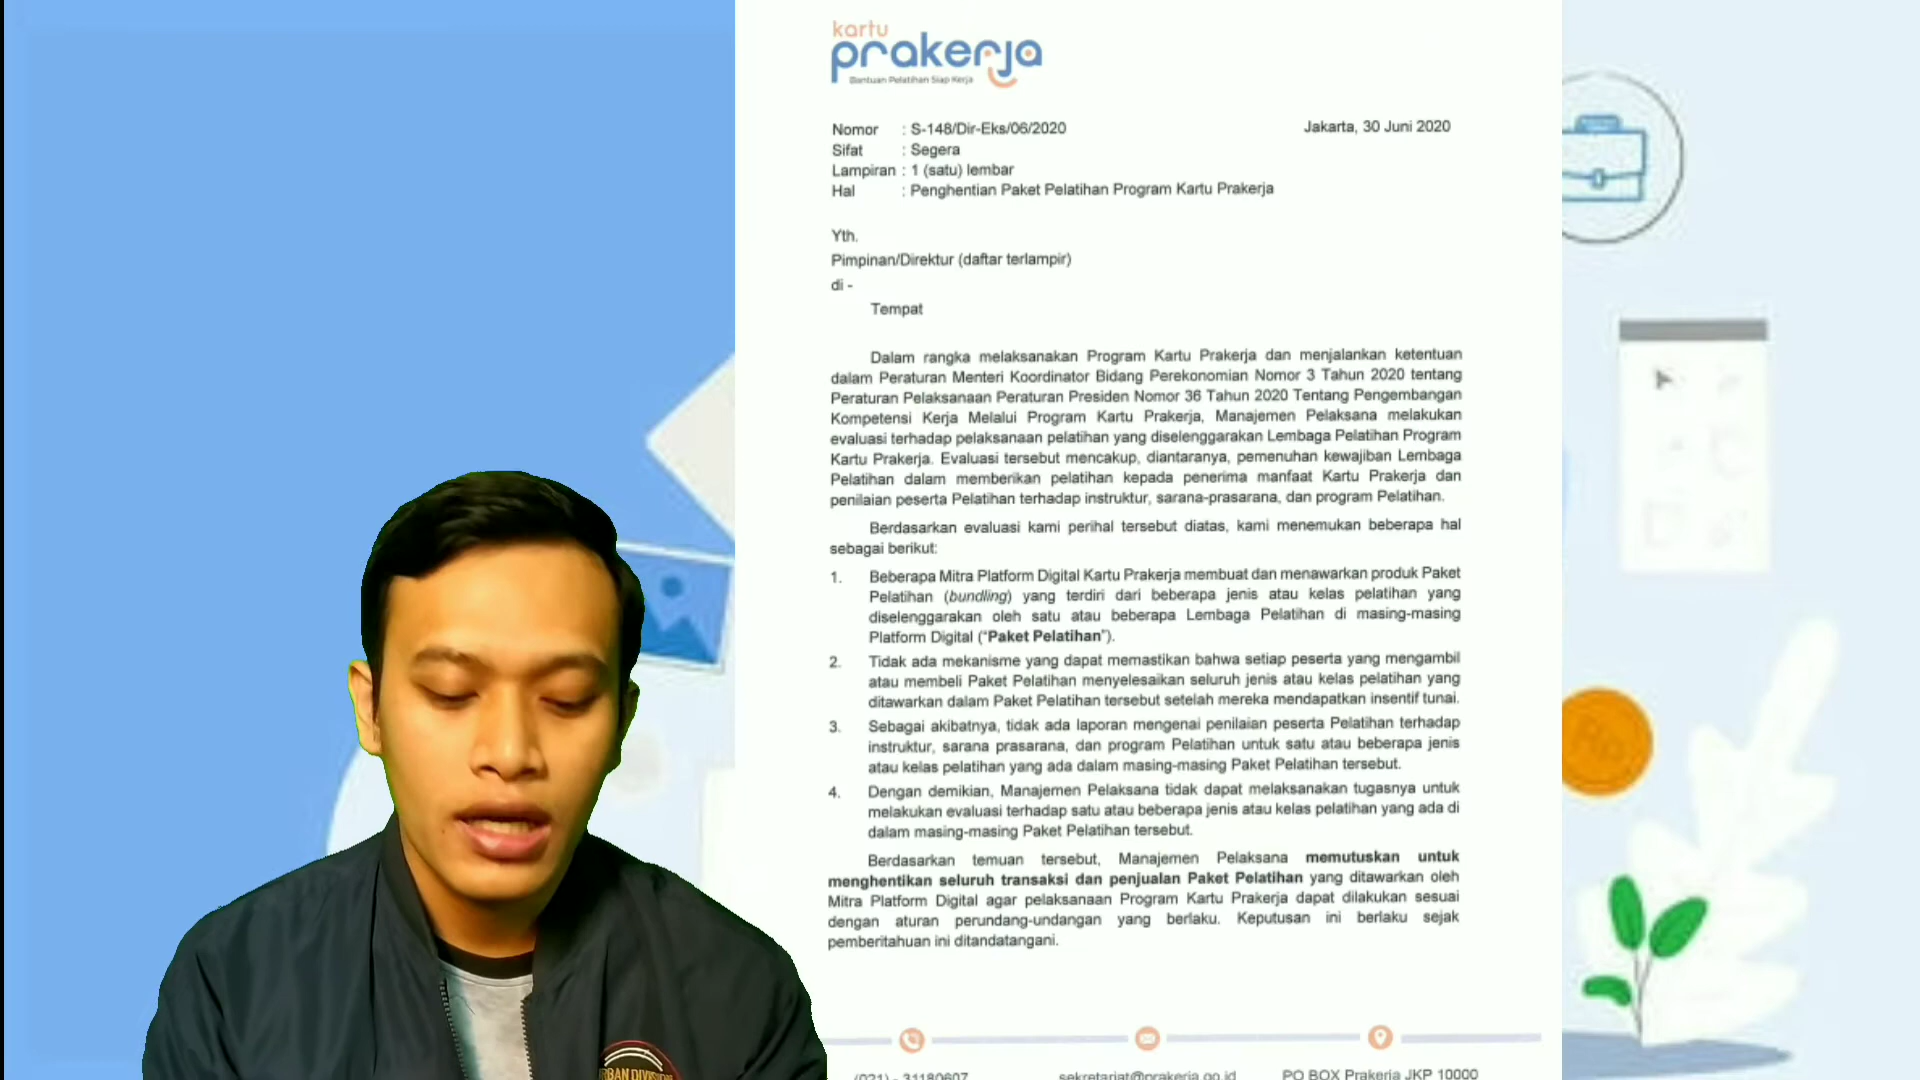 kartu
prakerja
Bantuan Pelatihan Siap Kerja
Nomor : S-148/Dir-Eks/06/2020
Jakarta, 30 Juni 2020
Sifat : Segera
Lampiran : 1 (satu) lembar
Hal : Penghentian Paket Pelatihan Program Kartu Prakerja
Yth.
Pimpinan/Direktur (daftar terlampir)
di -
Tempat
Dalam rangka melaksanakan Program Kartu Prakerja dan menjalankan ketentuan
dalam Peraturan Menteri Koordinator Bidang Perekonomian Nomor 3 Tahun 2020 tentang
Peraturan Pelaksanaan Peraturan Presiden Nomor 36 Tahun 2020 Tentang Pengembangan
Kompetensi Kerja Melalui Program Kartu Prakerja, Manajemen Pelaksana melakukan
evaluasi terhadap pelaksanaan pelatihan yang diselenggarakan Lembaga Pelatihan Program
Kartu Prakerja. Evaluasi tersebut mencakup, diantaranya, pemenuhan kewajiban Lembaga
Pelatihan dalam memberikan pelatihan kepada penerima manfaat Kartu Prakerja dan
penilaian peserta Pelatihan terhadap instruktur, sarana-prasarana, dan program Pelatihan.
Berdasarkan evaluasi kami perihal tersebut diatas, kami menemukan beberapa hal
sebagai berikut:
1. Beberapa Mitra Platform Digital Kartu Prakerja membuat dan menawarkan produk Paket
Pelatihan (bundling) yang terdiri dari beberapa jenis atau kelas pelatihan yang
diselenggarakan oleh satu atau beberapa Lembaga Pelatihan di masing-masing
Platform Digital ("Paket Pelatihan").
2. Tidak ada mekanisme yang dapat memastikan bahwa setiap peserta yang mengambil
atau membeli Paket Pelatihan menyelesaikan seluruh jenis atau kelas pelatihan yang
ditawarkan dalam Paket Pelatihan tersebut setelah mereka mendapatkan insentif tunai.
3. Sebagai akibatnya, tidak ada laporan mengenai penilaian peserta Pelatihan terhadap
instruktur, sarana prasarana, dan program Pelatihan untuk satu atau beberapa jenis
atau kelas pelatihan yang ada dalam masing-masing Paket Pelatihan tersebut.
4. Dengan demikian, Manajemen Pelaksana tidak dapat melaksanakan tugasnya untuk
melakukan evaluasi terhadap satu atau beberapa jenis atau kelas pelatihan yang ada di
dalam masing-masing Paket Pelatihan tersebut.
Berdasarkan temuan tersebut, Manajemen Pelaksana memutuskan untuk
menghentikan seluruh transaksi dan penjualan Paket Pelatihan yang ditawarkan oleh
Mitra Platform Digital agar pelaksanaan Program Kartu Prakerja dapat dilakukan sesuai
dengan aturan perundang-undangan yang berlaku. Keputusan ini berlaku sejak
pemberitahuan ini ditandatangani.
(021) - 31180607
sekretariat@prakerja.go.id
PO BOX Prakerja JKP 10000
Rp